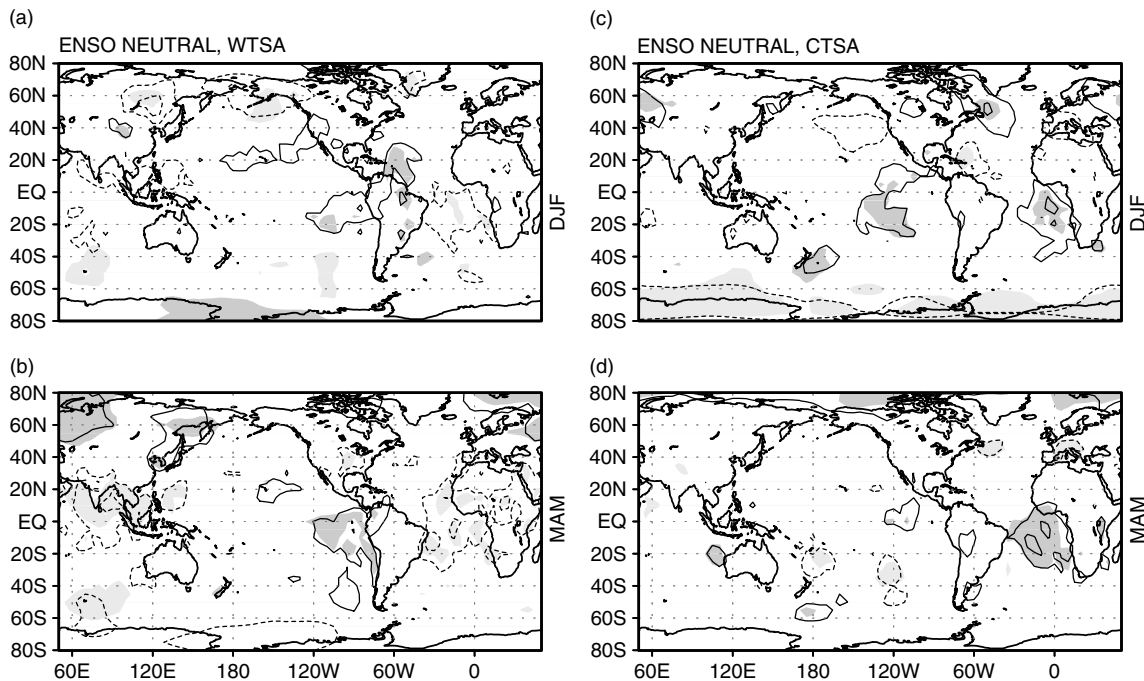 (a)
ENSO NEUTRAL, WTSA
80N
60N
40N
20N
EQ
20S
40S
60S
80S
DJF
(c)
ENSO NEUTRAL, CTSA
80N
60N
40N
20N
EQ
20S
40S
60S
80S
DJF
(b)
80N
60N
40N
20N
EQ
20S
40S
60S
80S
60E 120E 180 120W 60W 0
MAM
(d)
80N
60N
40N
20N
EQ
20S
40S
60S
80S
60E 120E 180 120W 60W 0
MAM